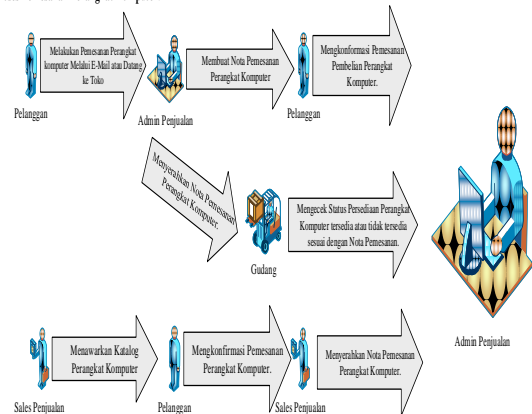 Melakukan Pemesanan Perangkat
komputer Melalui E-Mail atau Datang
ke Toko
Pelanggan
Admin Penjualan
Membuat Nota Pemesanan
Perangkat Komputer
Mengkonformasi Pemesanan
Pembelian Perangkat
Komputer.
Pelanggan
Menyerahkan Nota Pemesanan
Perangkat Komputer.
Gudang
Mengecek Status Persediaan Perangkat
Komputer tersedia atau tidak tersedia
sesuai dengan Nota Pemesanan.
Admin Penjualan
Menawarkan Katalog
Perangkat Komputer
Sales Penjualan
Mengkonfirmasi Pemesanan
Perangkat Komputer.
Pelanggan
Menyerahkan Nota Pemesanan
Perangkat Komputer.
Sales Penjualan